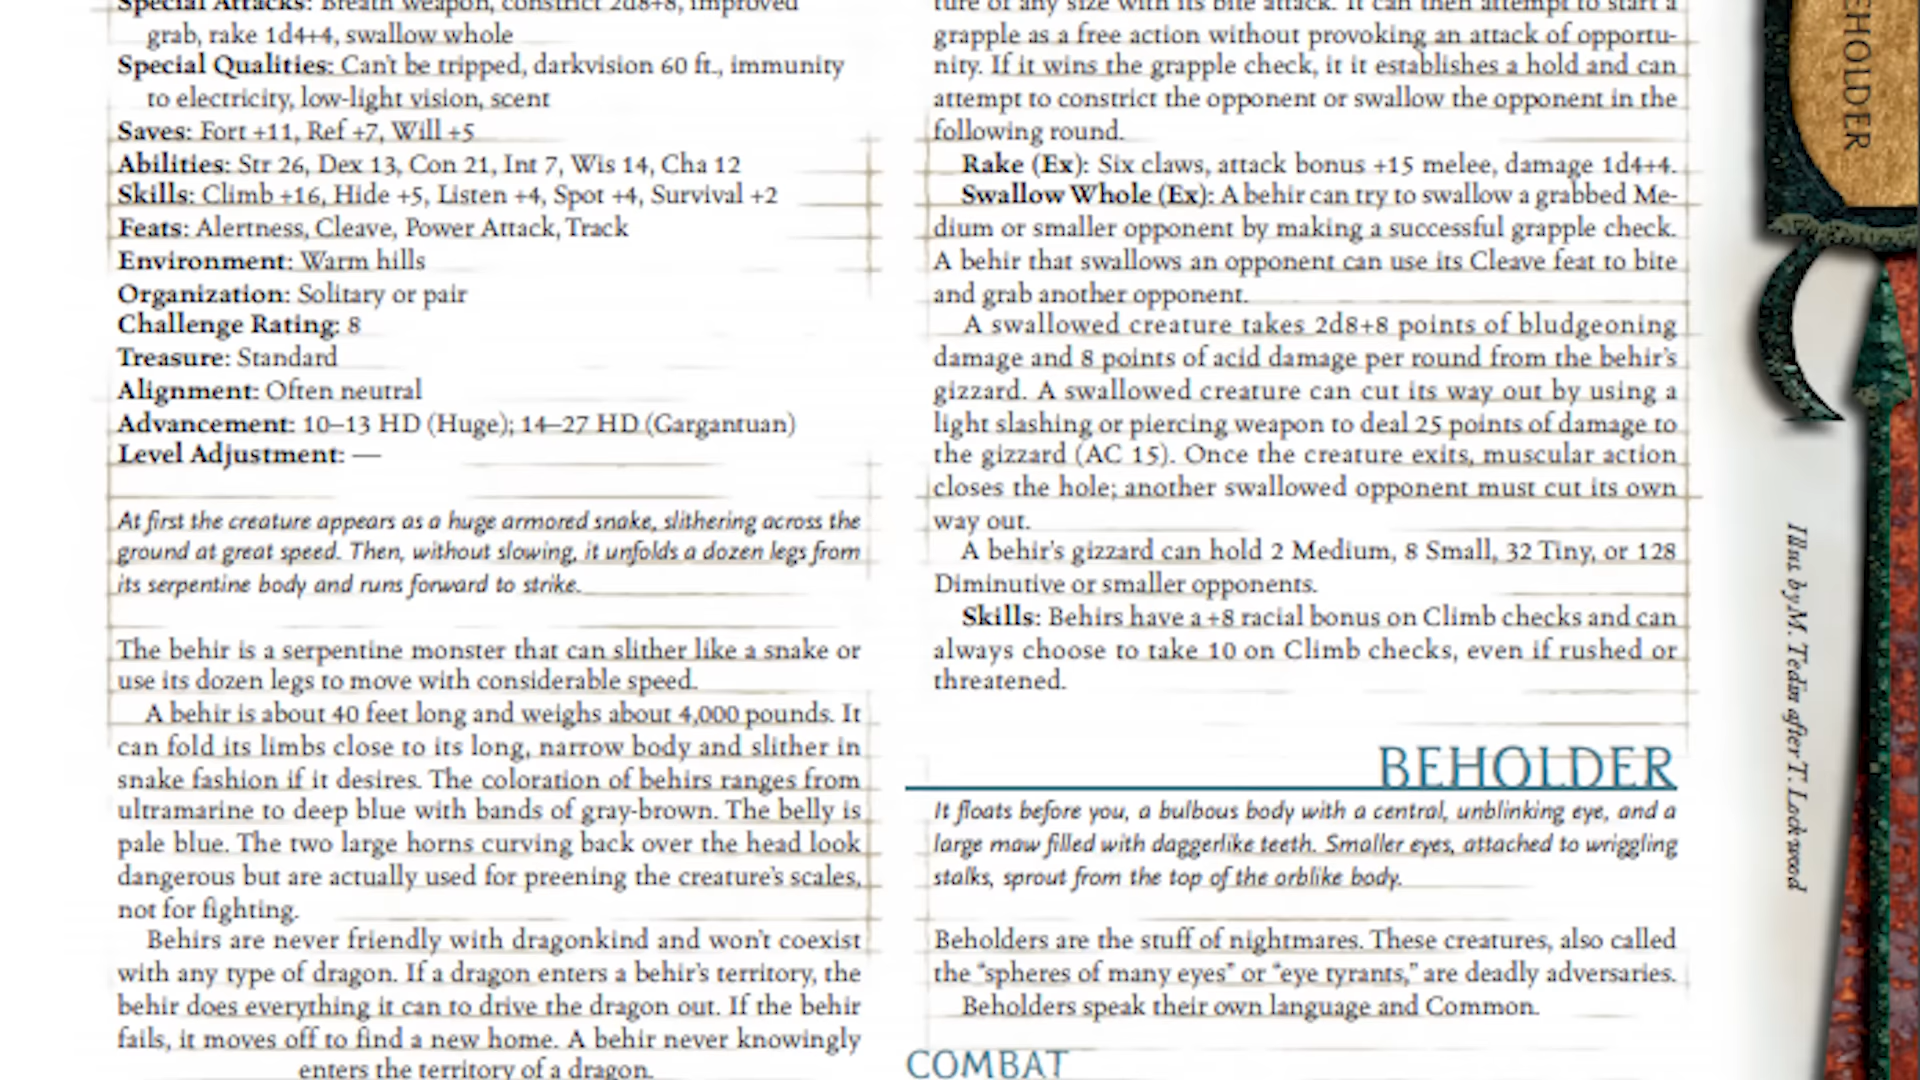 Special Attacks: Breath weapon, constrict 2d8+8, improved
grab, rake 1d4+4, swallow whole
Special Qualities: Can't be tripped, darkvision 60 ft., immunity
to electricity, low-light vision, scent
Saves: Fort +11, Ref +7, Will +5
Abilities: Str 26, Dex 13, Con 21, Int 7, Wis 14, Cha 12
Skills: Climb +16, Hide +5, Listen +4, Spot +4, Survival +2
Feats: Alertness, Cleave, Power Attack, Track
Environment: Warm hills
Organization: Solitary or pair
Challenge Rating: 8
Treasure: Standard
Alignment: Often neutral
Advancement: 10–13 HD (Huge); 14–27 HD (Gargantuan)
Level Adjustment: —
At first the creature appears as a huge armored snake, slithering across the
ground at great speed. Then, without slowing, it unfolds a dozen legs from
its serpentine body and runs forward to strike.
The behir is a serpentine monster that can slither like a snake or
use its dozen legs to move with considerable speed.
A behir is about 40 feet long and weighs about 4,000 pounds. It
can fold its limbs close to its long, narrow body and slither in
snake fashion if it desires. The coloration of behirs ranges from
ultramarine to deep blue with bands of gray-brown. The belly is
pale blue. The two large horns curving back over the head look
dangerous but are actually used for preening the creature's scales,
not for fighting.
Behirs are never friendly with dragonkind and won't coexist
with any type of dragon. If a dragon enters a behir's territory, the
behir does everything it can to drive the dragon out. If the behir
fails, it moves off to find a new home. A behir never knowingly
enters the territory of a dragon.
ture of any size with its bite attack. It can then attempt to start a
grapple as a free action without provoking an attack of opportu-
nity. If it wins the grapple check, it it establishes a hold and can
attempt to constrict the opponent or swallow the opponent in the
following round.
Rake (Ex): Six claws, attack bonus +15 melee, damage 1d4+4.
Swallow Whole (Ex): A behir can try to swallow a grabbed Me-
dium or smaller opponent by making a successful grapple check.
A behir that swallows an opponent can use its Cleave feat to bite
and grab another opponent.
A swallowed creature takes 2d8+8 points of bludgeoning
damage and 8 points of acid damage per round from the behir's
gizzard. A swallowed creature can cut its way out by using a
light slashing or piercing weapon to deal 25 points of damage to
the gizzard (AC 15). Once the creature exits, muscular action
closes the hole; another swallowed opponent must cut its own
way out.
A behir's gizzard can hold 2 Medium, 8 Small, 32 Tiny, or 128
Diminutive or smaller opponents.
Skills: Behirs have a +8 racial bonus on Climb checks and can
always choose to take 10 on Climb checks, even if rushed or
threatened.
BEHOLDER
It floats before you, a bulbous body with a central, unblinking eye, and a
large maw filled with daggerlike teeth. Smaller eyes, attached to wriggling
stalks, sprout from the top of the orblike body.
Beholders are the stuff of nightmares. These creatures, also called
the "spheres of many eyes" or "eye tyrants," are deadly adversaries.
Beholders speak their own language and Common.
COMBAT
EHOLDER
Illus by M. Tedin after T. Lockwood